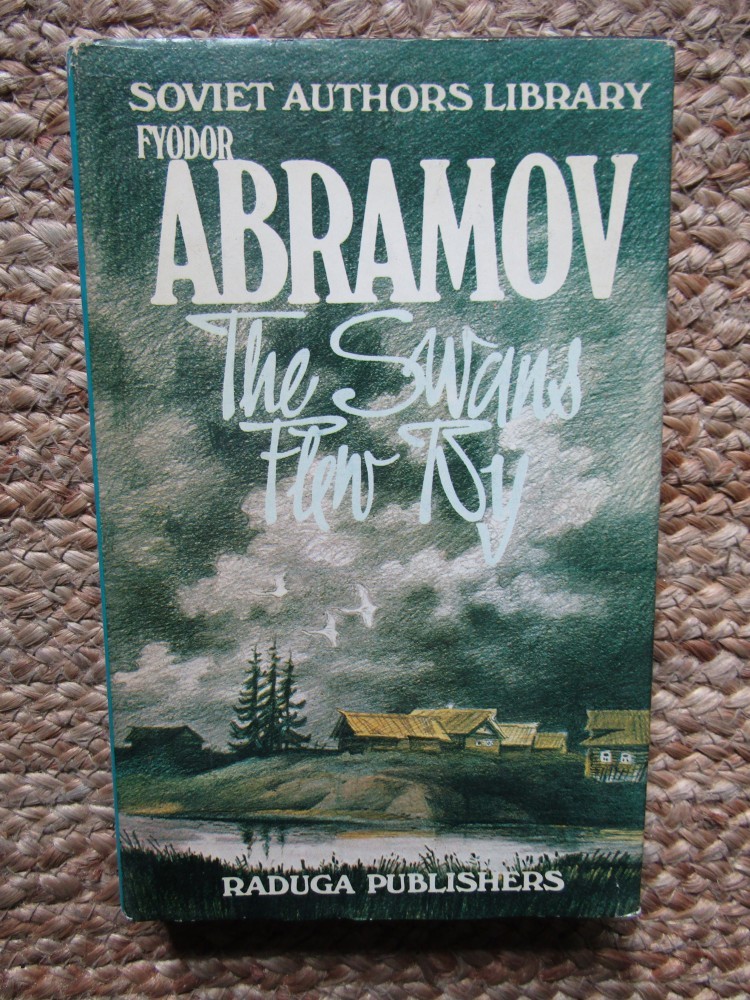 SOVIET AUTHORS LIBRARY
FYODOR
ABRAMOV
The Swans
Flew By
RADUGA PUBLISHERS